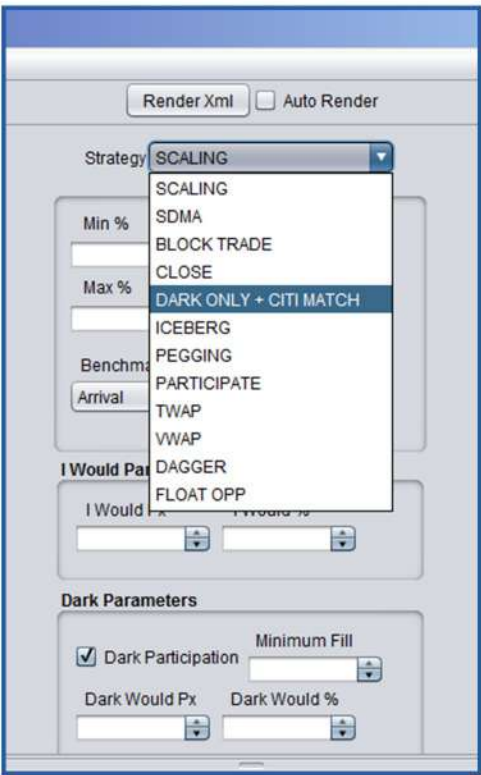 Render Xml Auto Render
Strategy SCALING
SCALING
SDMA
BLOCK TRADE
CLOSE
DARK ONLY + CITI MATCH
ICEBERG
PEGGING
PARTICIPATE
TWAP
VWAP
DAGGER
FLOAT OPP
Min %
Max %
Benchma
Arrival
I Would Par
I Would Px I Would %
Dark Parameters
Minimum Fill
Dark Participation
Dark Would Px Dark Would %